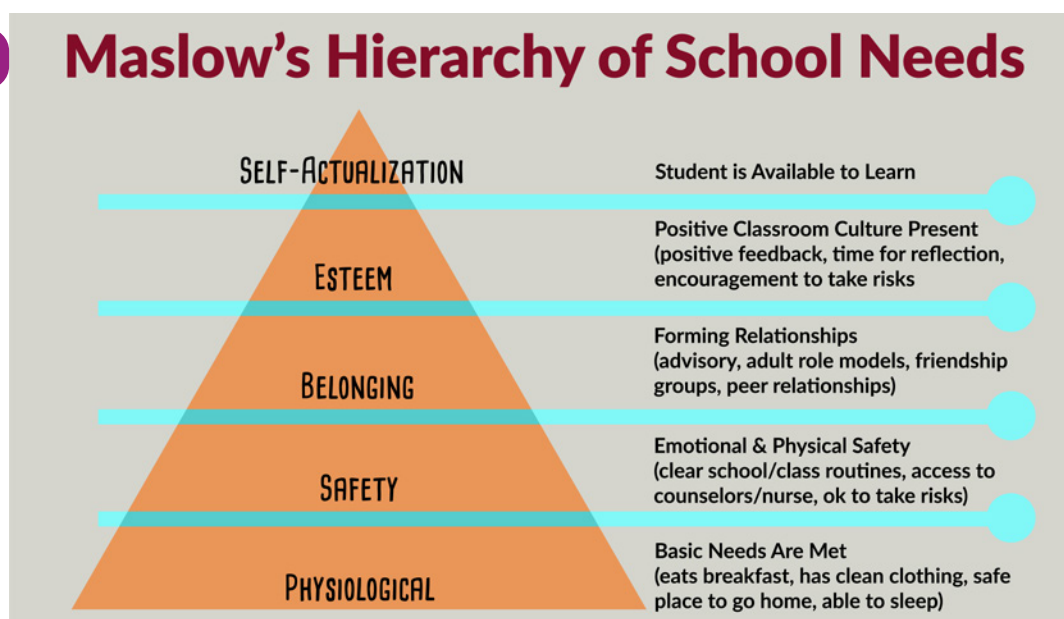 Maslow's Hierarchy of School Needs
SELF-ACTUALIZATION
Student is Available to Learn
ESTEEM
Positive Classroom Culture Present
(positive feedback, time for reflection,
encouragement to take risks
BELONGING
Forming Relationships
(advisory, adult role models, friendship
groups, peer relationships)
SAFETY
Emotional & Physical Safety
(clear school/class routines, access to
counselors/nurse, ok to take risks)
PHYSIOLOGICAL
Basic Needs Are Met
(eats breakfast, has clean clothing, safe
place to go home, able to sleep)